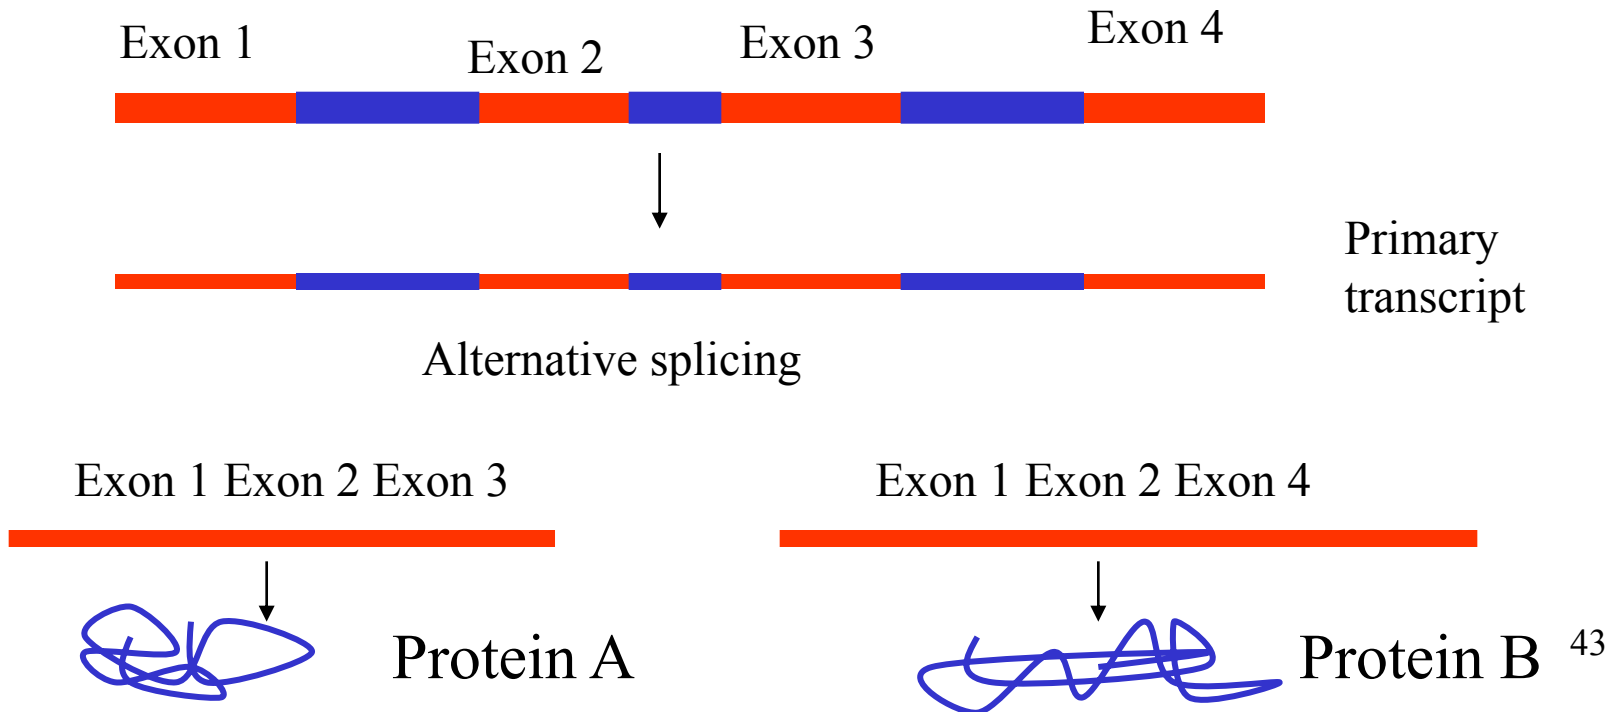 Exon 1
Exon 2
Exon 3
Exon 4
Primary
transcript
Alternative splicing
Exon 1 Exon 2 Exon 3
Exon 1 Exon 2 Exon 4
Protein A
Protein B
43